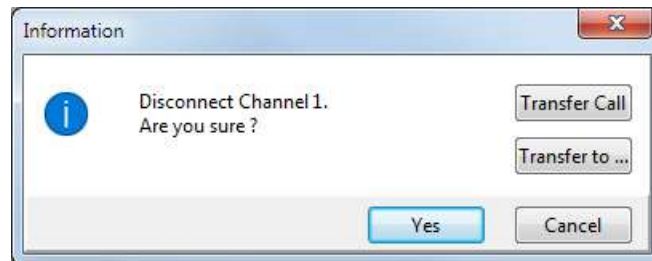 Information
Disconnect Channel 1.
Are you sure ?
Transfer Call
Transfer to ...
Yes
Cancel